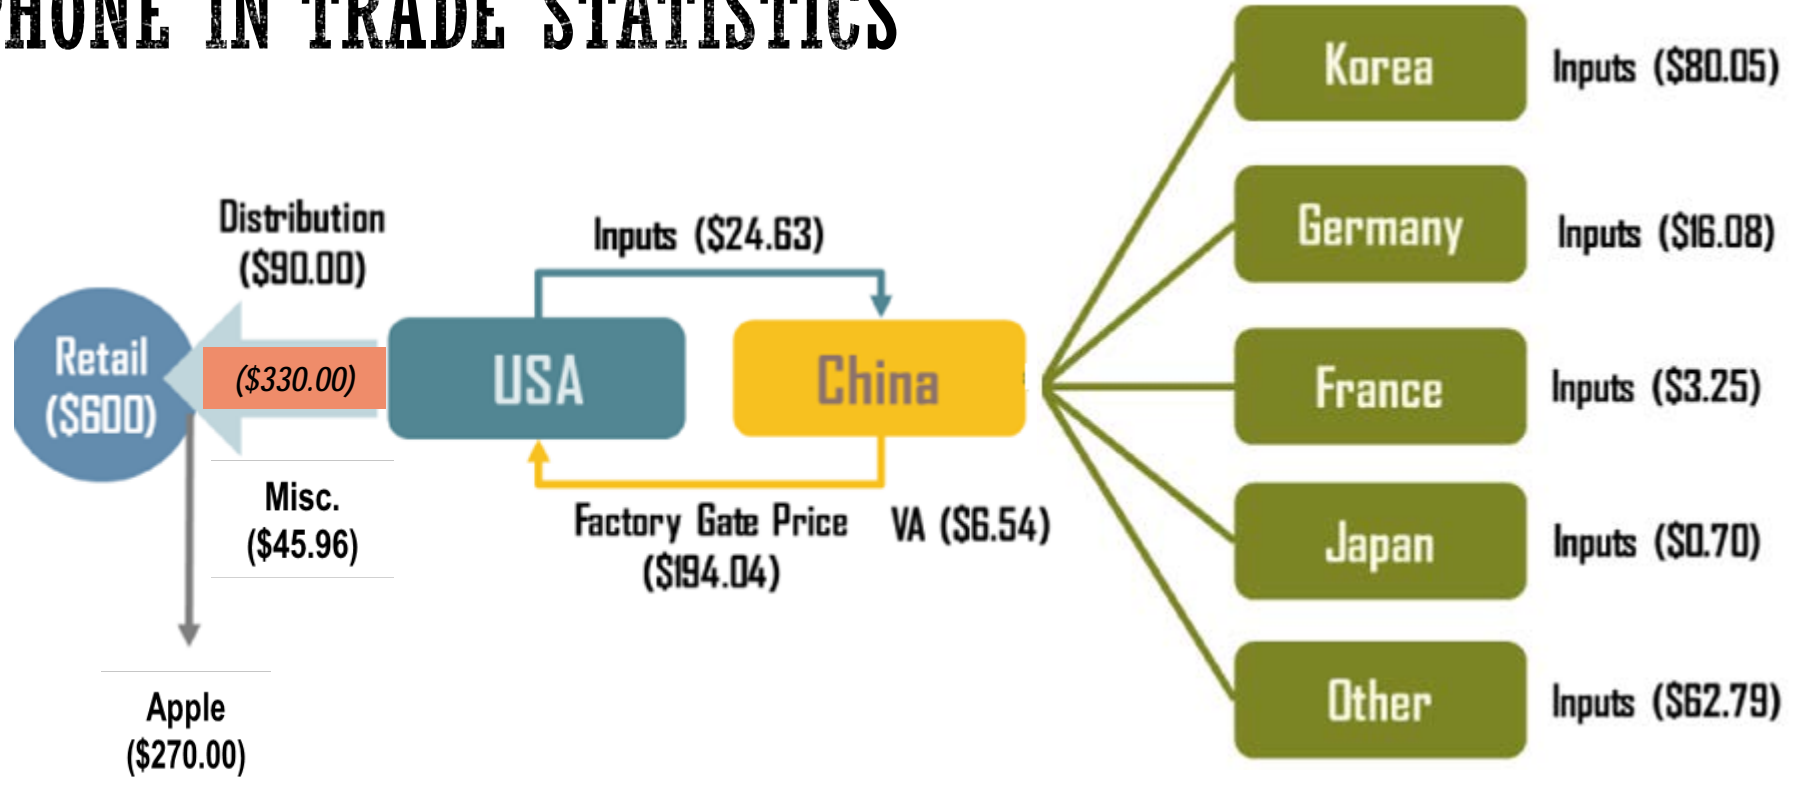 PHONE IN TRADE STATISTICS
Korea
Inputs ($80.05)
Distribution
($90.00)
Inputs ($24.63)
Germany
Inputs ($16.08)
Retail
($600)
($330.00)
USA
China
France
Inputs ($3.25)
Misc.
($45.96)
Factory Gate Price
($194.04)
VA ($6.54)
Japan
Inputs ($0.70)
Apple
($270.00)
Other
Inputs ($62.79)